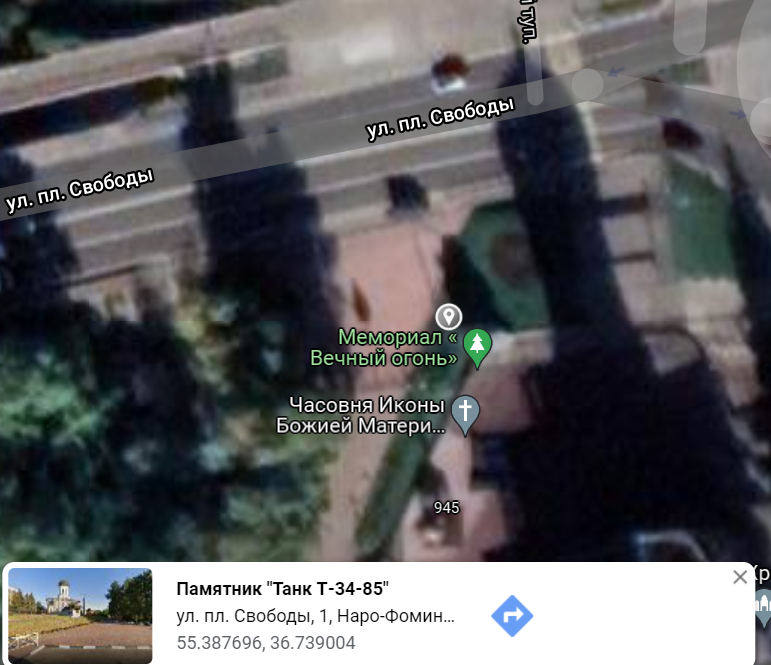 тул.
ул. пл. Свободы
ул. пл. Свободы
Мемориал «
Вечный огонь»
Часовня Иконы
Божией Матери...
945
Памятник "Танк Т-34-85"
ул. пл. Свободы, 1, Наро-Фомин...
55.387696, 36.739004